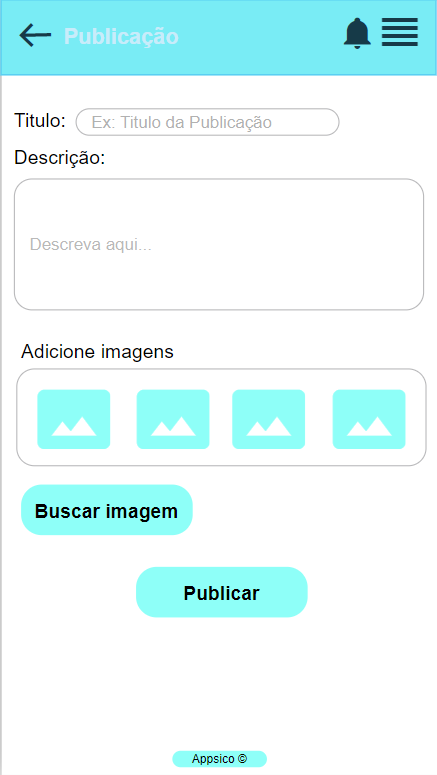 Publicação
Titulo: Ex: Titulo da Publicação
Descrição:
Descreva aqui...
Adicione imagens
Buscar imagem
Publicar
Appsico ©